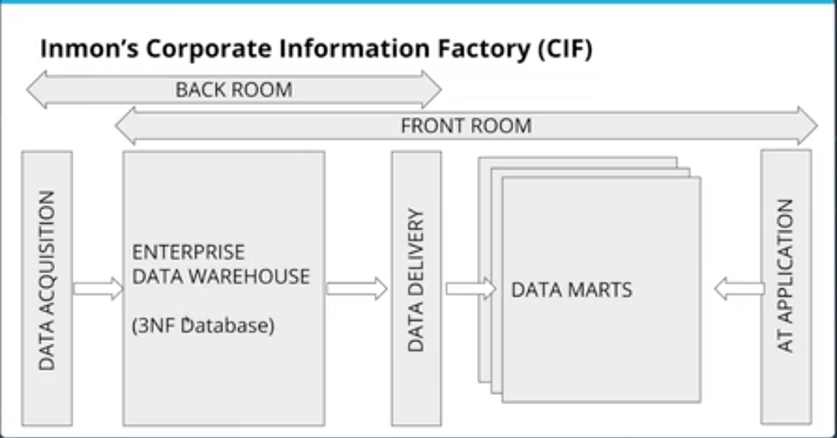 Inmon's Corporate Information Factory (CIF)
BACK ROOM
FRONT ROOM
DATA ACQUISITION
ENTERPRISE
DATA WAREHOUSE
(3NF Database)
DATA DELIVERY
DATA MARTS
AT APPLICATION